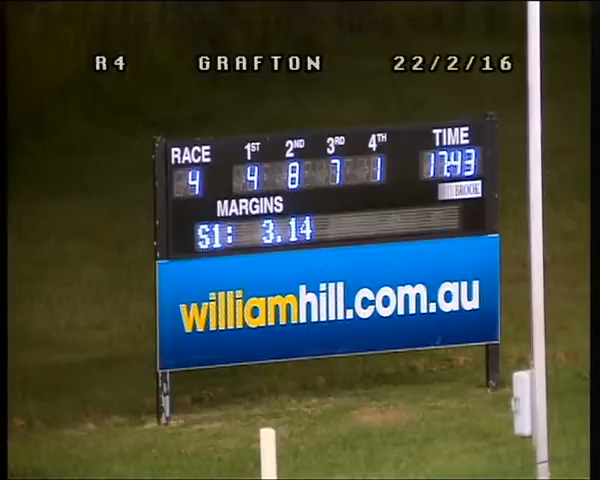 R4 GRAFTON 22/2/16
RACE 1ST 2ND 3RD 4TH TIME
4 4 8 7 1 17.43
BROOK
MARGINS
S1: 3.14
williamhill.com.au